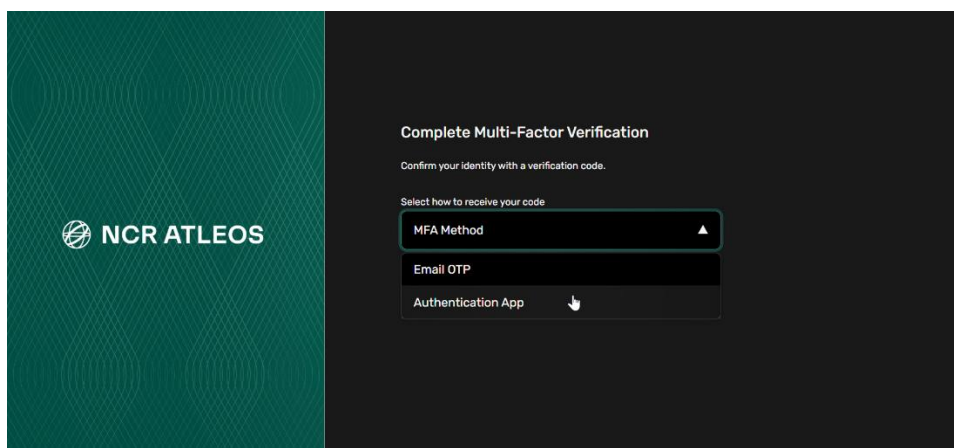 NCR ATLEOS
Complete Multi-Factor Verification
Confirm your identity with a verification code.
Select how to receive your code
MFA Method
Email OTP
Authentication App